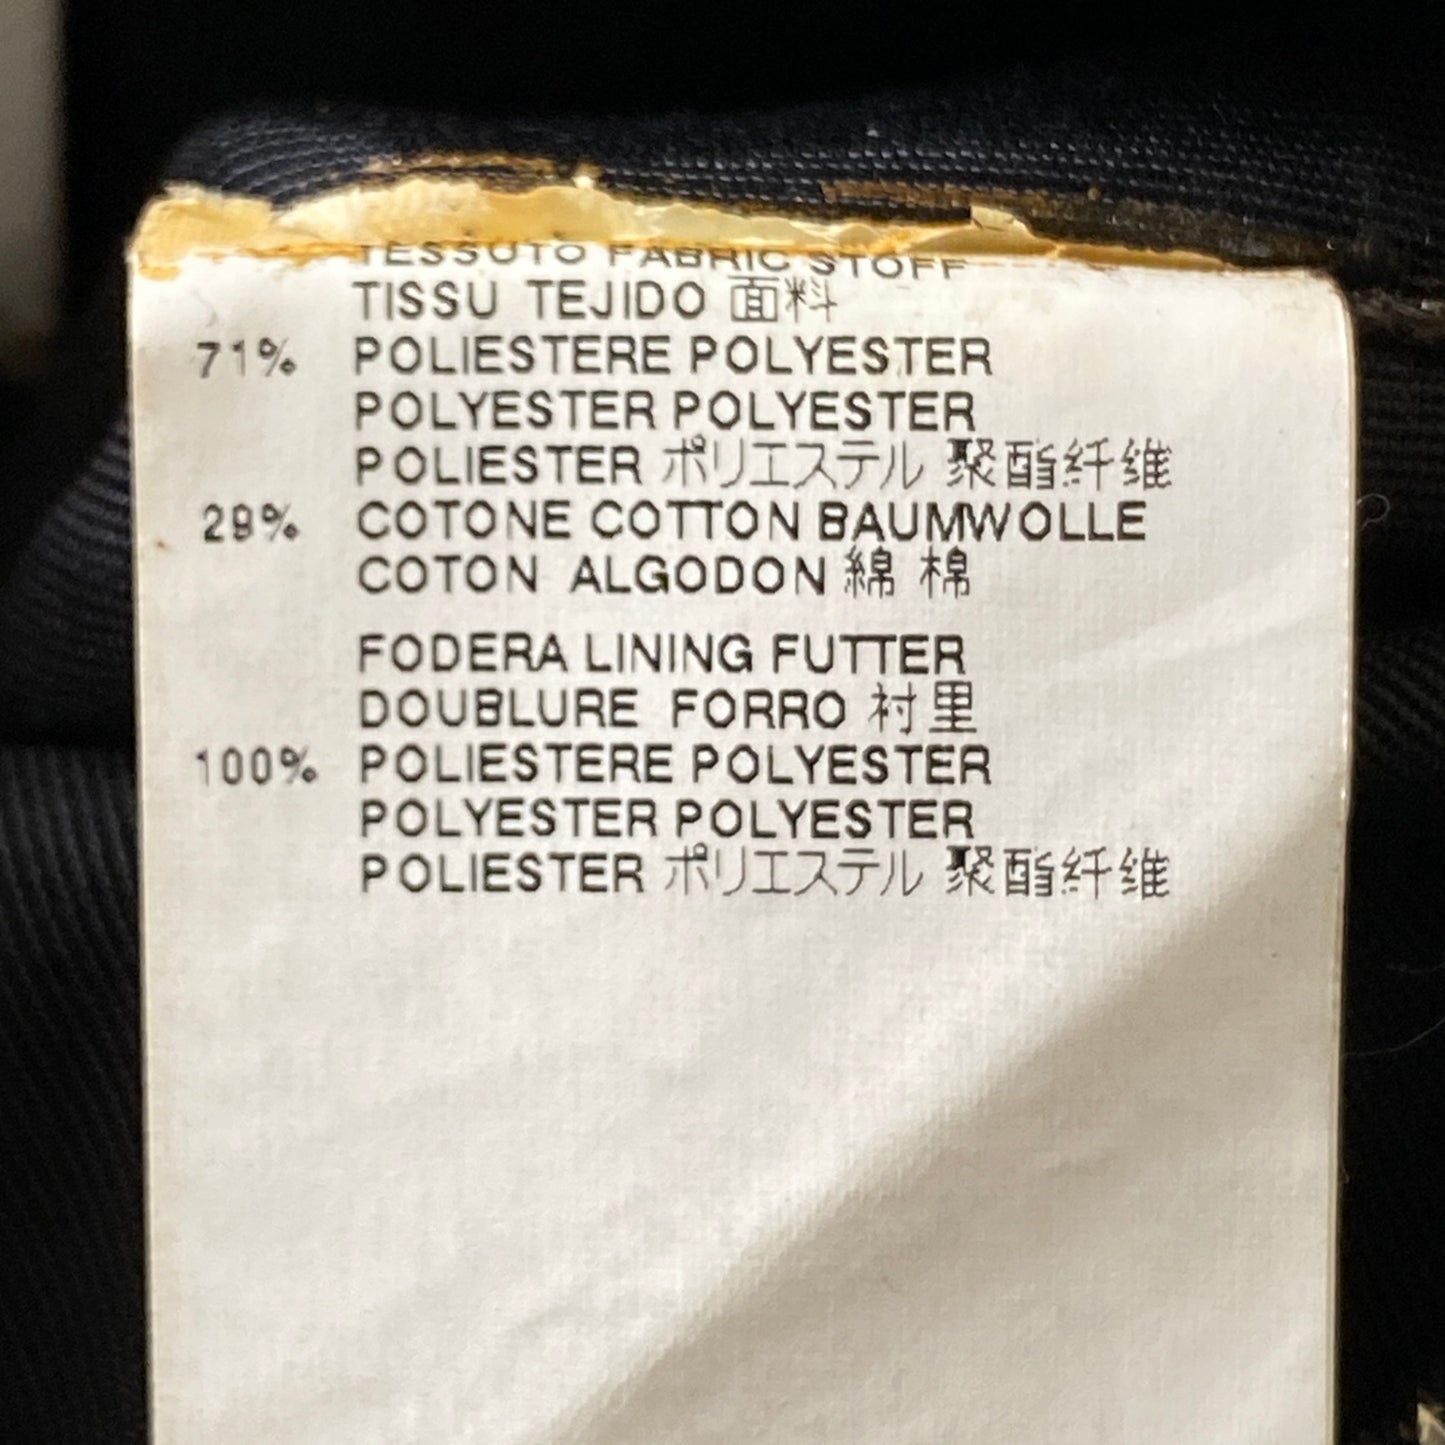 TESSUTO FABRIC STOFF
TISSU TEJIDO 面料
71% POLIESTERE POLYESTER
POLYESTER POLYESTER
POLIESTER ポリエステル 聚酯纤维
29% COTONE COTTON BAUMWOLLE
COTON ALGODON 綿 棉
FODERA LINING FUTTER
DOUBLURE FORRO 衬里
100% POLIESTERE POLYESTER
POLYESTER POLYESTER
POLIESTER ポリエステル 聚酯纤维